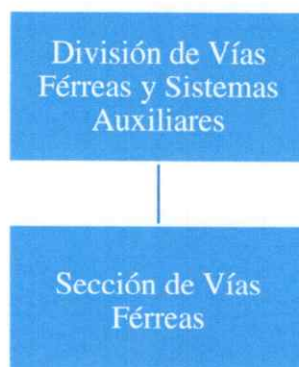 División de Vías
Férreas y Sistemas
Auxiliares
Sección de Vías
Férreas